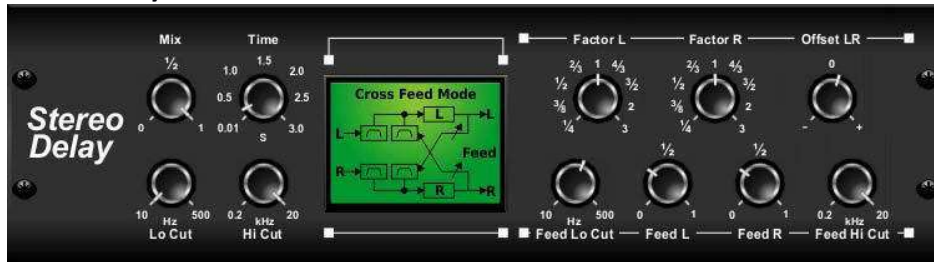 Mix
Time
Factor L
Factor R
Offset LR
½
1.0
1.5
2.0
0.5
2.5
0.01
3.0
S
0
1
⅔ 1 4/3
½ 3/2
⅜ 2
¼ 3
⅔ 1 4/3
½ 3/2
⅜ 2
¼ 3
0
- +
Stereo
Delay
Cross Feed Mode
L
L
L
Feed
R
R
R
10 Hz 500
Lo Cut
0.2 kHz 20
Hi Cut
10 Hz 500
Feed Lo Cut
½
0 1
Feed L
½
0 1
Feed R
0.2 kHz 20
Feed Hi Cut